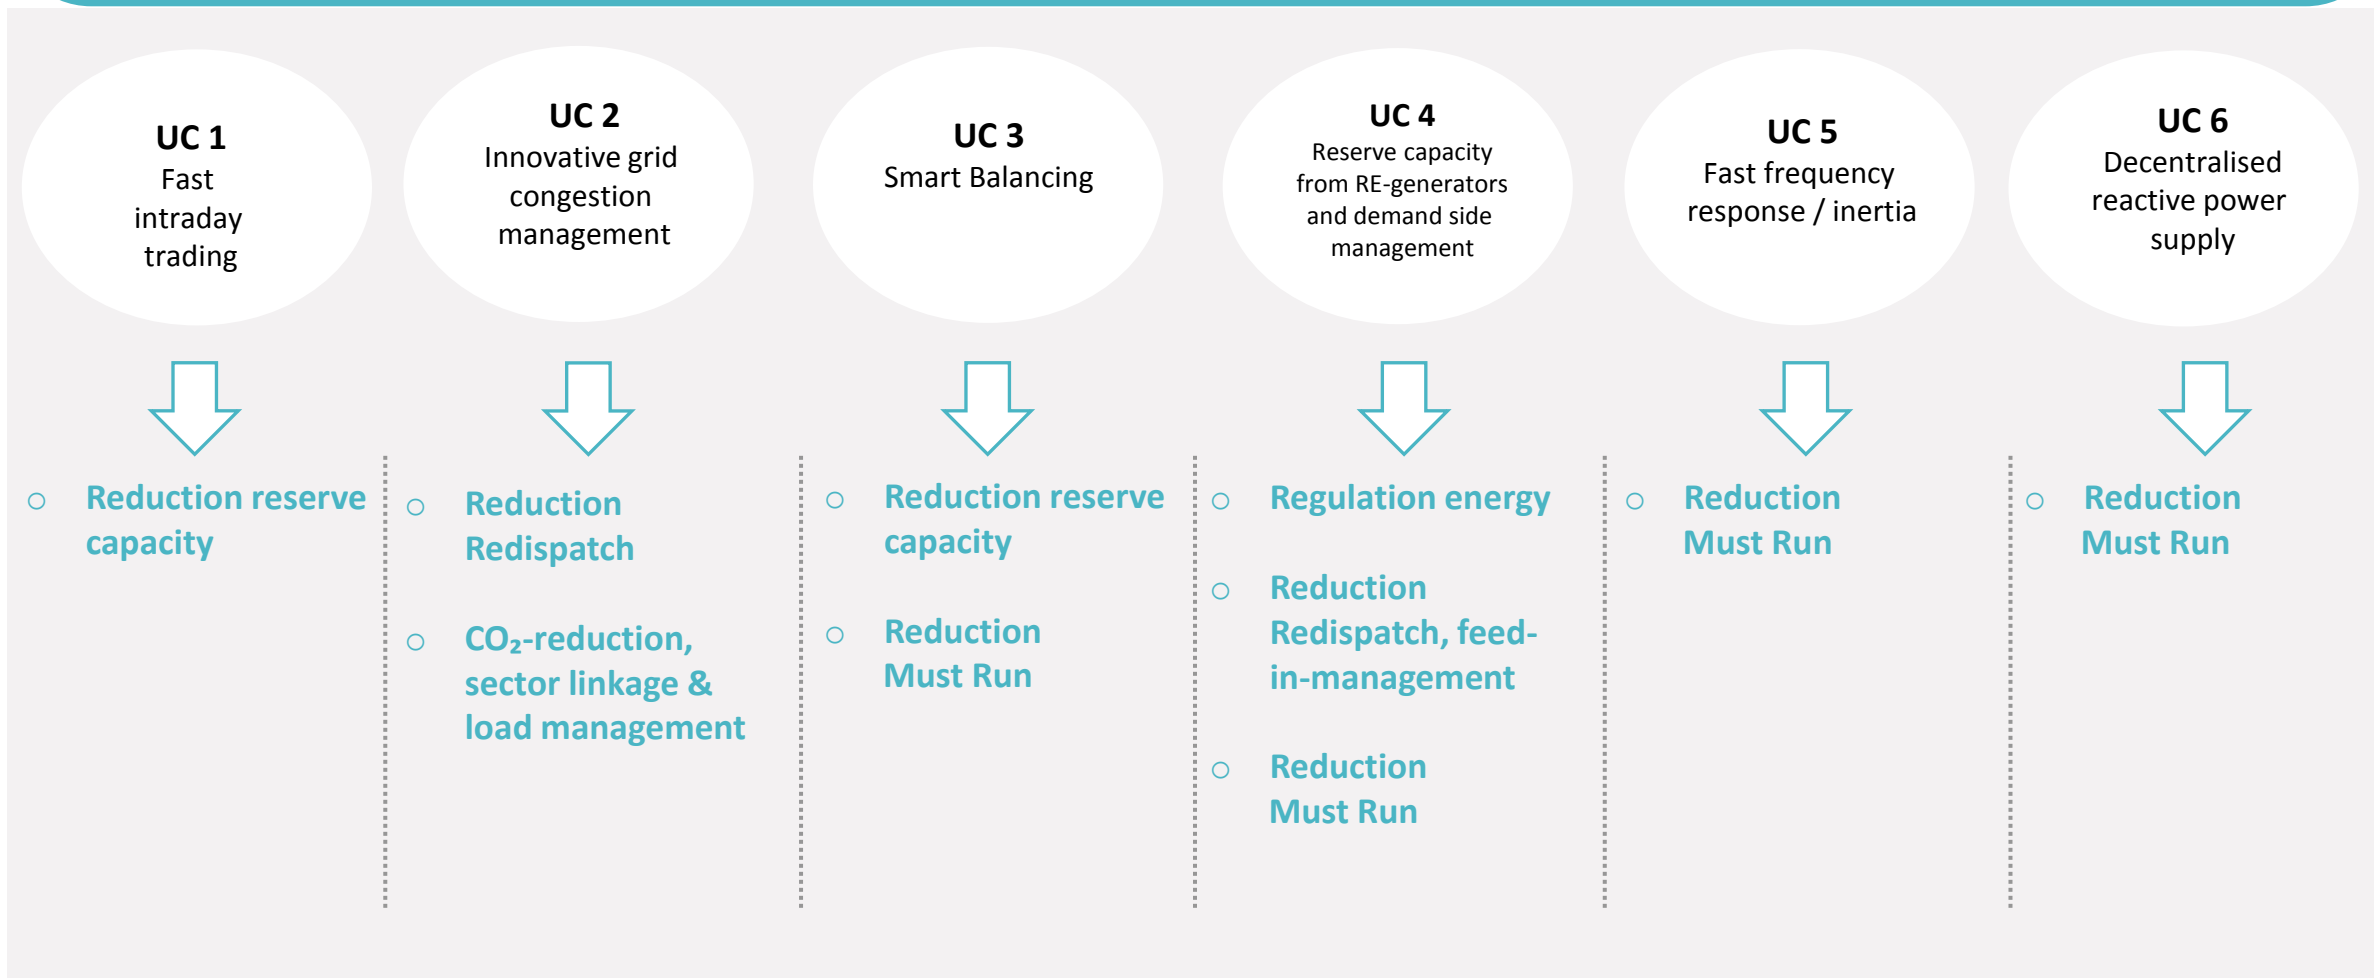 UC 1
Fast
intraday
trading
UC 2
Innovative grid
congestion
management
UC 3
Smart Balancing
UC 4
Reserve capacity
from RE-generators
and demand side
management
UC 5
Fast frequency
response / inertia
UC 6
Decentralised
reactive power
supply
Reduction reserve
capacity
Reduction
Redispatch
CO₂-reduction,
sector linkage &
load management
Reduction reserve
capacity
Reduction
Must Run
Regulation energy
Reduction
Redispatch, feed-
in-management
Reduction
Must Run
Reduction
Must Run
Reduction
Must Run